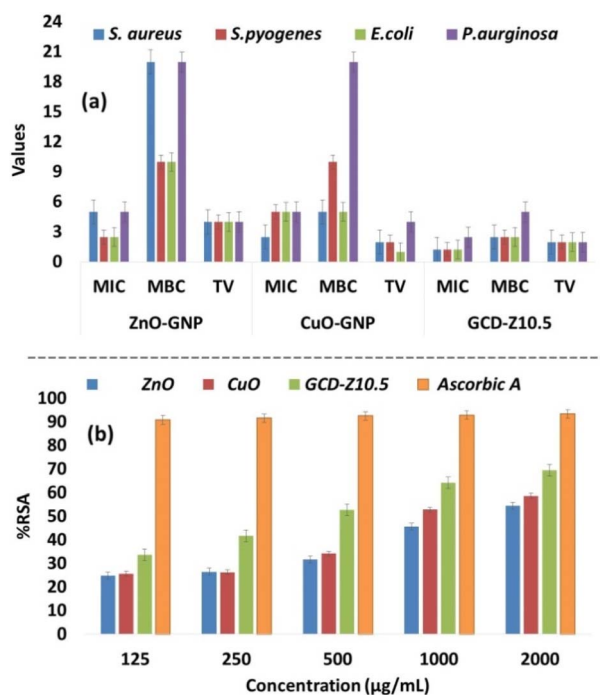 S. aureus S.pyogenes E.coli P.aurginosa
24
21
18
15
12
9
6
3
0
Values
(a)
MIC MBC TV MIC MBC TV MIC MBC TV
ZnO-GNP CuO-GNP GCD-Z10.5
ZnO CuO GCD-Z10.5 Ascorbic A
100
90
80
70
60
50
40
30
20
10
0
%RSA
(b)
125 250 500 1000 2000
Concentration (µg/mL)